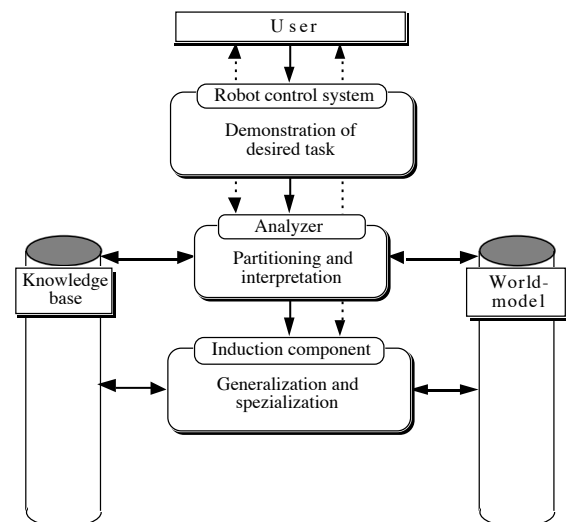 User
Robot control system
Demonstration of
desired task
Analyzer
Partitioning and
interpretation
Knowledge
base
World-
model
Induction component
Generalization and
spezialization